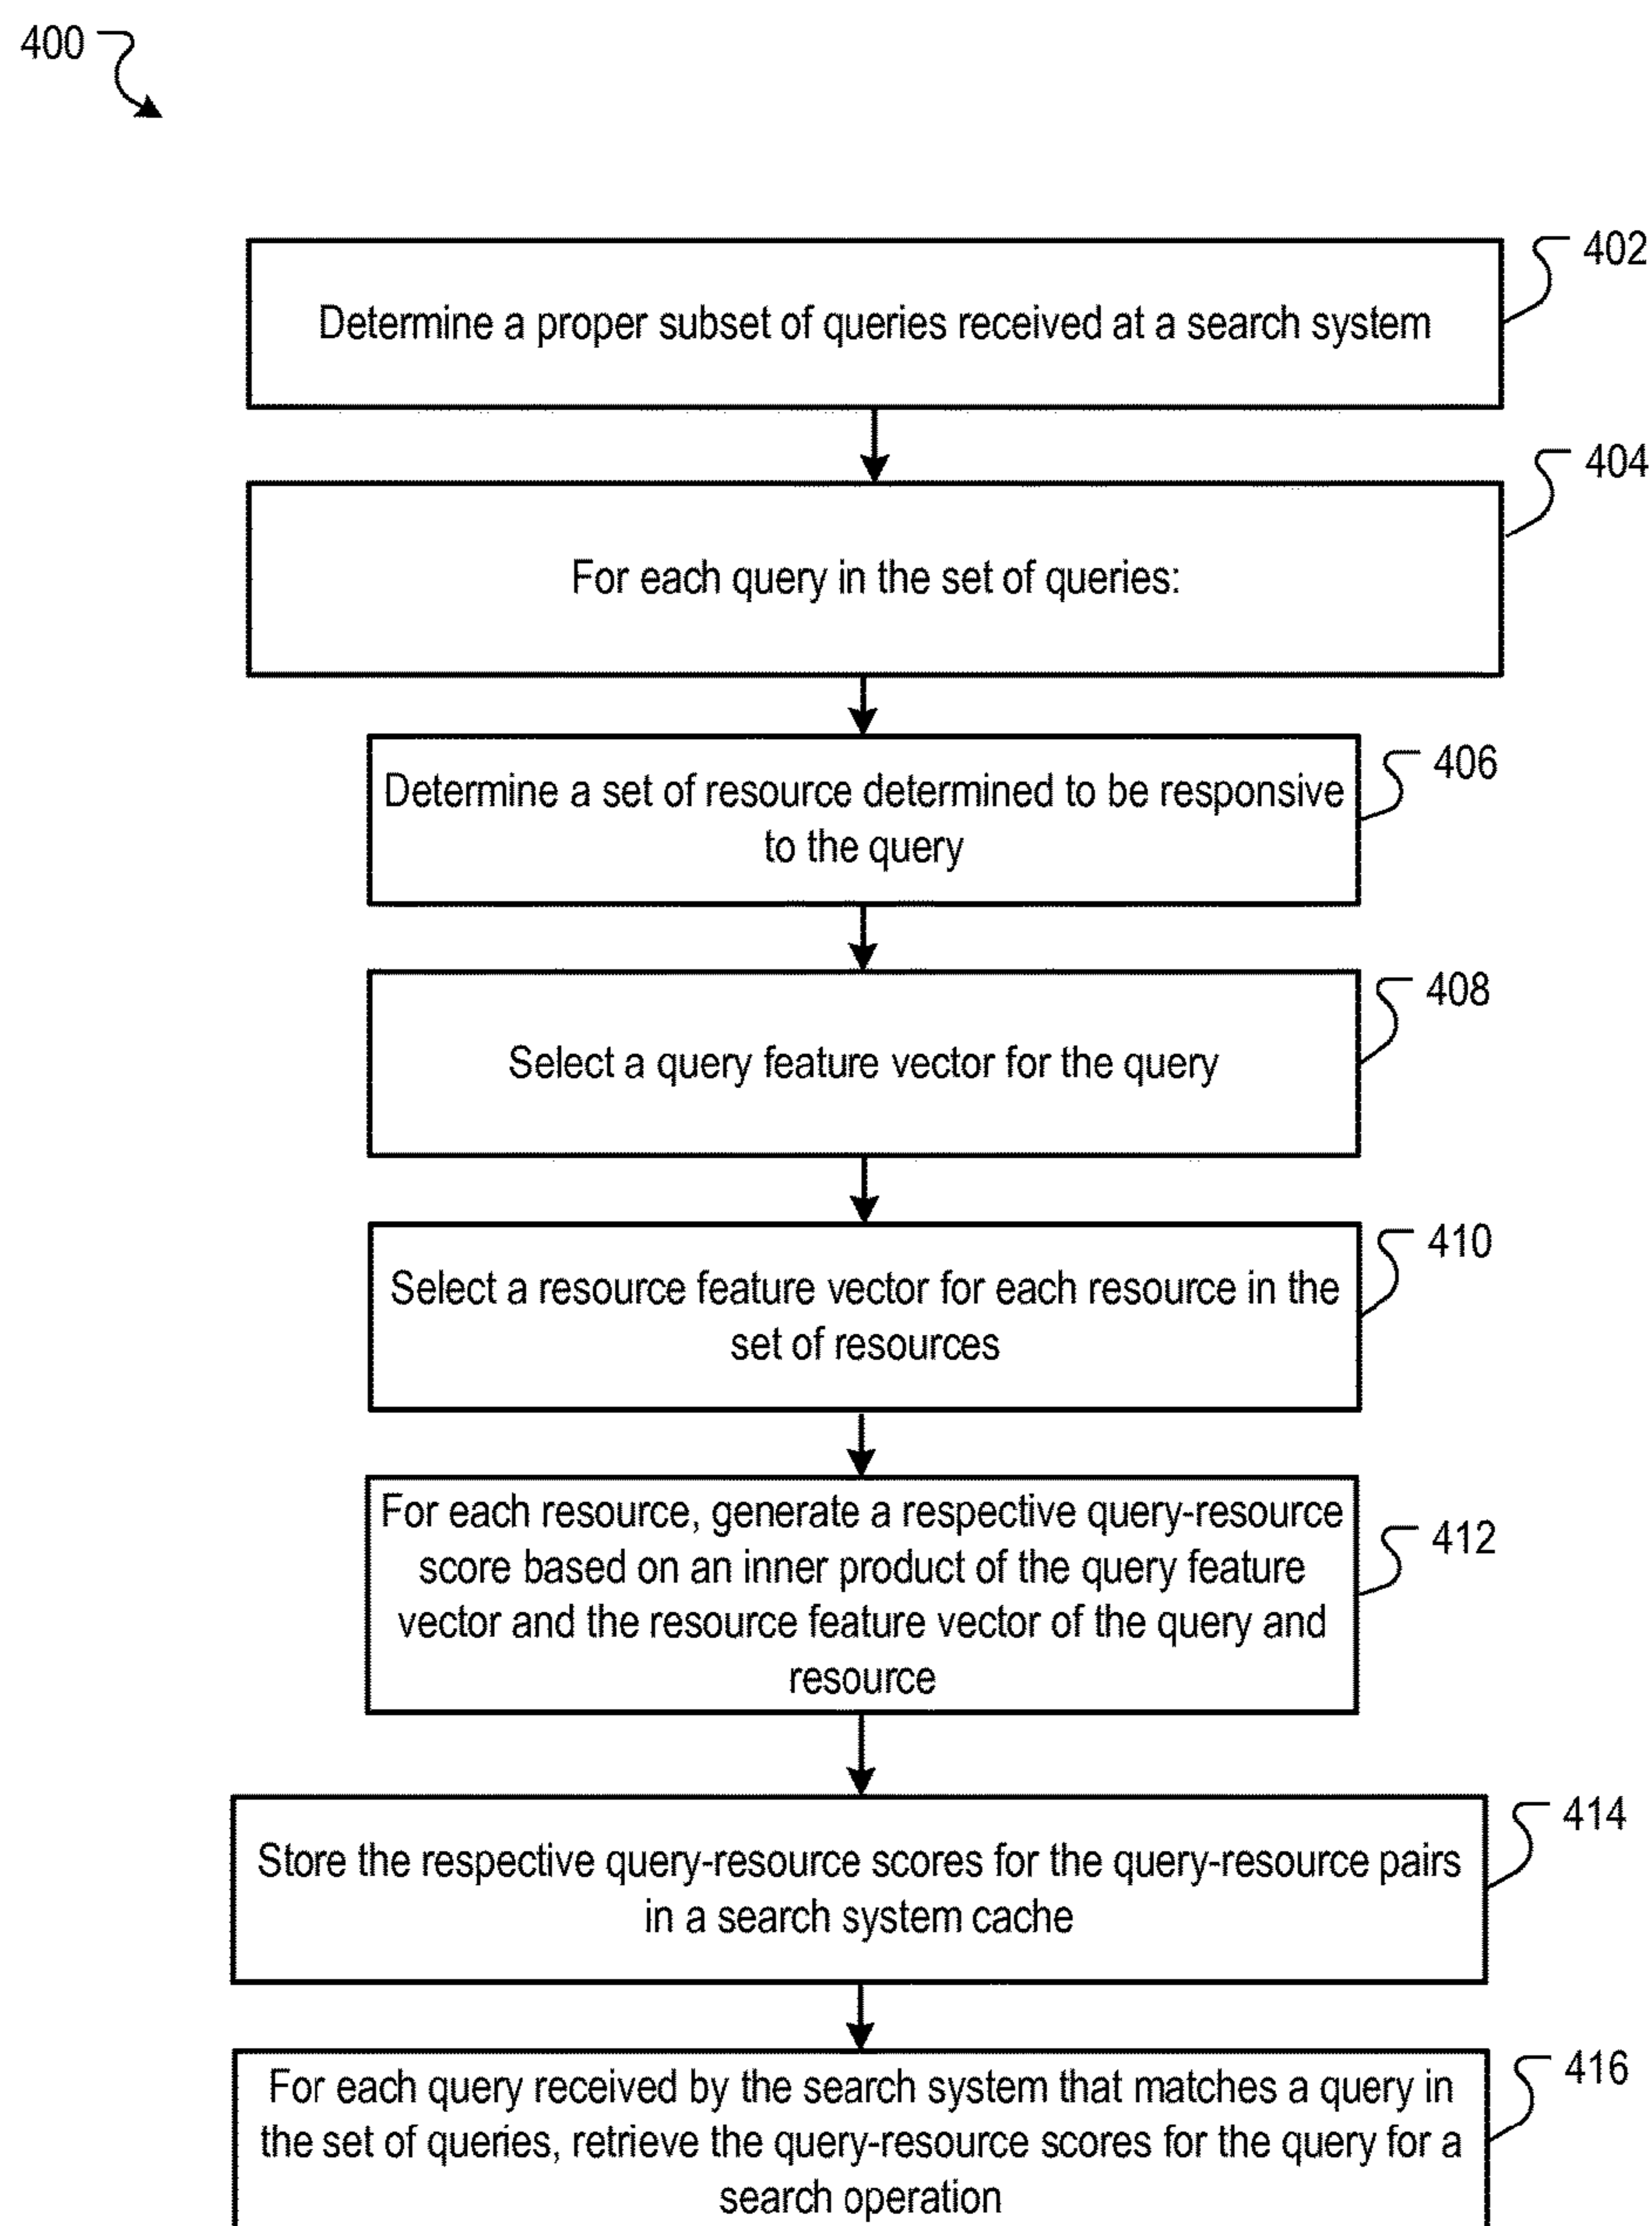 400
402
Determine a proper subset of queries received at a search system
404
For each query in the set of queries:
406
Determine a set of resource determined to be responsive
to the query
408
Select a query feature vector for the query
410
Select a resource feature vector for each resource in the
set of resources
412
For each resource, generate a respective query-resource
score based on an inner product of the query feature
vector and the resource feature vector of the query and
resource
414
Store the respective query-resource scores for the query-resource pairs
in a search system cache
416
For each query received by the search system that matches a query in
the set of queries, retrieve the query-resource scores for the query for a
search operation